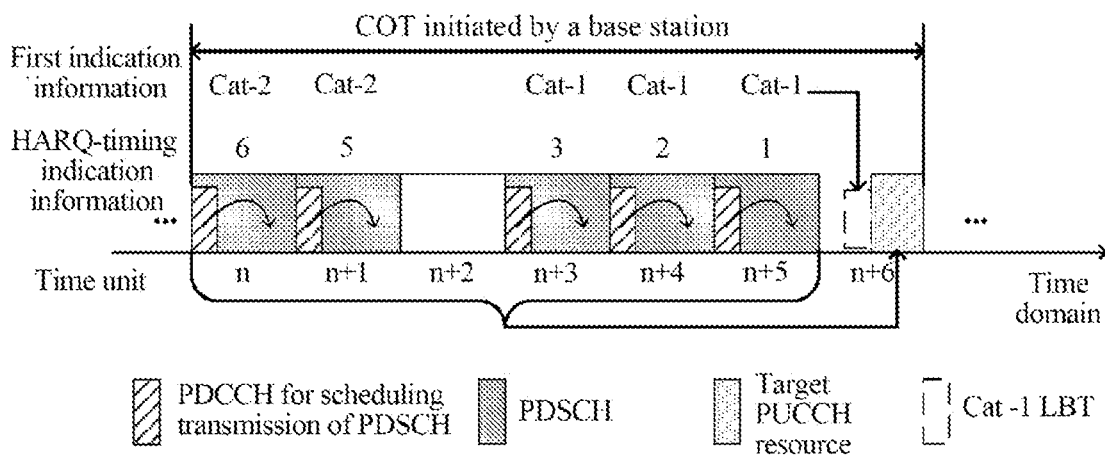 COT initiated by a base station
First indication
information
Cat-2 Cat-2 Cat-1 Cat-1 Cat-1
HARQ-timing
indication
information
6 5 3 2 1
... ...
Time unit n n+1 n+2 n+3 n+4 n+5 n+6 Time
domain
PDCCH for scheduling
transmission of PDSCH
PDSCH
Target
PUCCH
resource
Cat -1 LBT